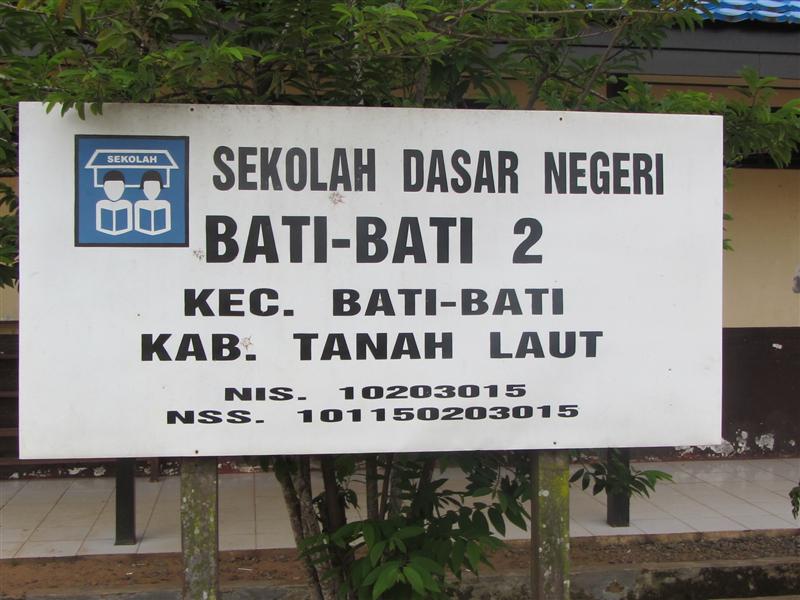 SEKOLAH
SEKOLAH DASAR NEGERI
BATI-BATI 2
KEC. BATI-BATI
KAB. TANAH LAUT
NIS. 10203015
NSS. 101150203015